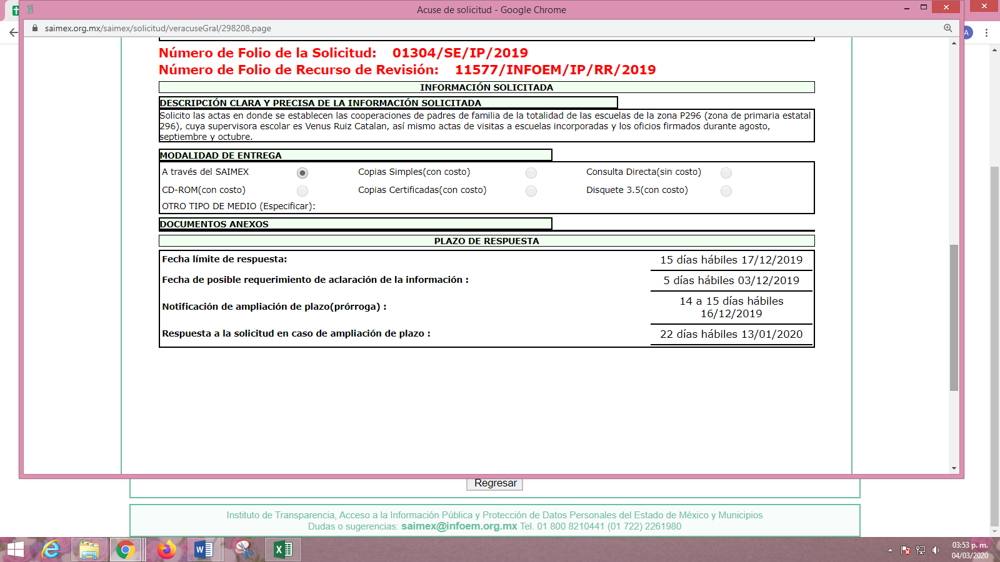 Acuse de solicitud - Google Chrome
saimex.org.mx/saimex/solicitud/veracuseGral/298208.page
A
Número de Folio de la Solicitud: 01304/SE/IP/2019
Número de Folio de Recurso de Revisión: 11577/INFOEM/IP/RR/2019
INFORMACIÓN SOLICITADA
DESCRIPCIÓN CLARA Y PRECISA DE LA INFORMACIÓN SOLICITADA
Solicito las actas en donde se establecen las cooperaciones de padres de familia de la totalidad de las escuelas de la zona P296 (zona de primaria estatal
296), cuya supervisora escolar es Venus Ruiz Catalan, así mismo actas de visitas a escuelas incorporadas y los oficios firmados durante agosto,
septiembre y octubre.
MODALIDAD DE ENTREGA
A través del SAIMEX Copias Simples(con costo) Consulta Directa(sin costo)
CD-ROM(con costo) Copias Certificadas(con costo) Disquete 3.5(con costo)
OTRO TIPO DE MEDIO (Especificar):
DOCUMENTOS ANEXOS
PLAZO DE RESPUESTA
Fecha límite de respuesta: 15 días hábiles 17/12/2019
Fecha de posible requerimiento de aclaración de la información : 5 días hábiles 03/12/2019
Notificación de ampliación de plazo(prórroga) : 14 a 15 días hábiles
16/12/2019
Respuesta a la solicitud en caso de ampliación de plazo : 22 días hábiles 13/01/2020
Regresar
Instituto de Transparencia, Acceso a la Información Pública y Protección de Datos Personales del Estado de México y Municipios
Dudas o sugerencias: saimex@infoem.org.mx Tel. 01 800 8210441 (01 722) 2261980
03:53 p. m.
04/03/2020